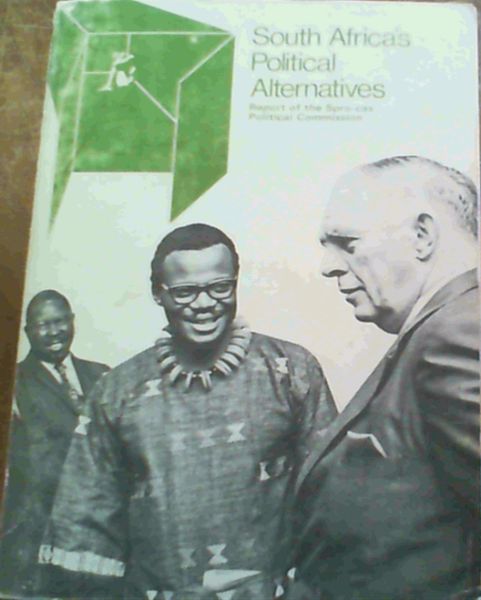 South Africa's
Political
Alternatives
Report of the Spro-cas
Political Commission